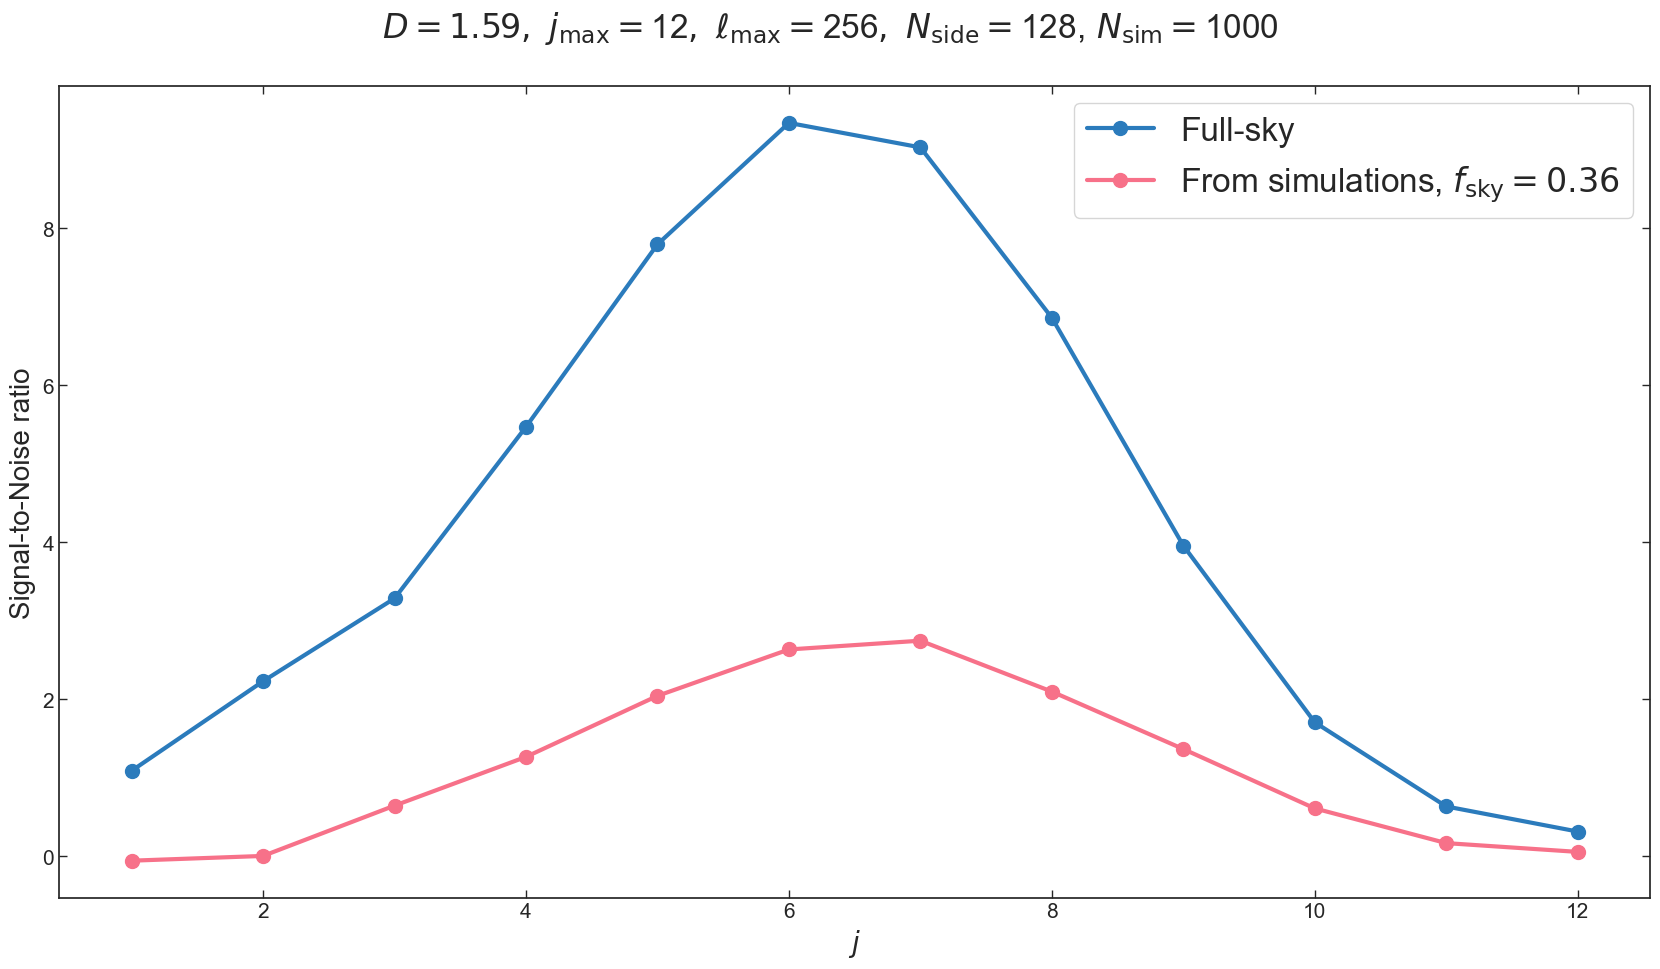 D = 1.59, j_max = 12, ℓ_max = 256, N_side = 128, N_sim = 1000
Full-sky
From simulations, f_sky = 0.36
Signal-to-Noise ratio
8
6
4
2
0
2 4 6 8 10 12
j